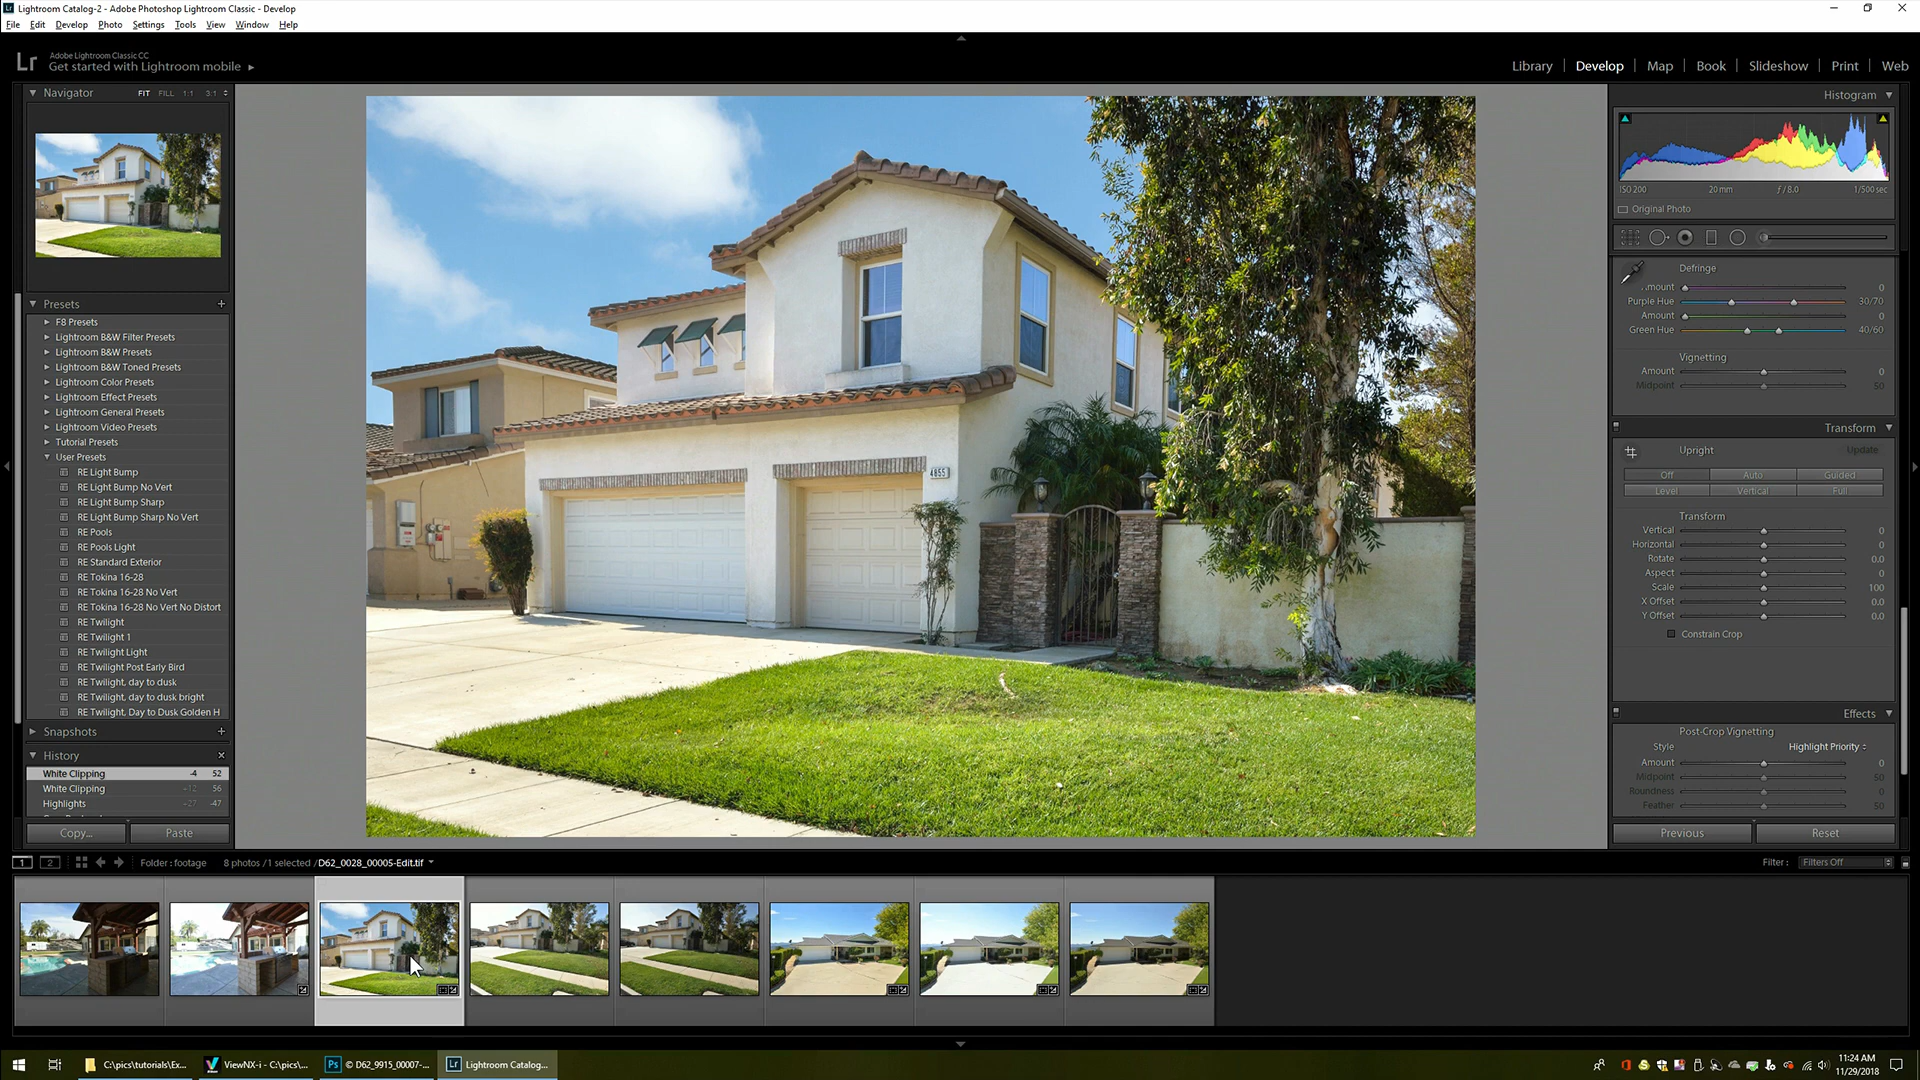 Lightroom Catalog-2 - Adobe Photoshop Lightroom Classic - Develop
File Edit Develop Photo Settings Tools View Window Help
Lr
Adobe Lightroom Classic CC
Get started with Lightroom mobile
Library | Develop | Map | Book | Slideshow | Print | Web
Navigator FIT FILL 1:1 3:1
Presets +
F8 Presets
Lightroom B&W Filter Presets
Lightroom B&W Presets
Lightroom B&W Toned Presets
Lightroom Color Presets
Lightroom Effect Presets
Lightroom General Presets
Lightroom Video Presets
Tutorial Presets
User Presets
RE Light Bump
RE Light Bump No Vert
RE Light Bump Sharp
RE Light Bump Sharp No Vert
RE Pools
RE Pools Light
RE Standard Exterior
RE Tokina 16-28
RE Tokina 16-28 No Vert
RE Tokina 16-28 No Vert No Distort
RE Twilight
RE Twilight 1
RE Twilight Light
RE Twilight Post Early Bird
RE Twilight, day to dusk
RE Twilight, day to dusk bright
RE Twilight, Day to Dusk Golden H
Snapshots +
History
White Clipping -4 52
White Clipping -12 56
Highlights -27 -47
Copy... Paste
4855
Histogram
ISO 200 20 mm ƒ / 8.0 1/500 sec
Original Photo
Defringe
Amount 0
Purple Hue 30/70
Amount 0
Green Hue 40/60
Vignetting
Amount 0
Midpoint 50
Transform
Upright Update
Off Auto Guided
Level Vertical Full
Transform
Vertical 0
Horizontal 0
Rotate 0.0
Aspect 0
Scale 100
X Offset 0.0
Y Offset 0.0
Constrain Crop
Effects
Post-Crop Vignetting
Style Highlight Priority
Amount 0
Midpoint 50
Roundness 0
Feather 50
Previous Reset
1 2 Folder : footage 8 photos / 1 selected / D62_0028_00005-Edit.tif Filter : Filters Off
C:\pics\tutorials\Ex... ViewNX-i - C:\pics\... Ps © D62_9915_00007-... Lr Lightroom Catalog...
11:24 AM
11/29/2018